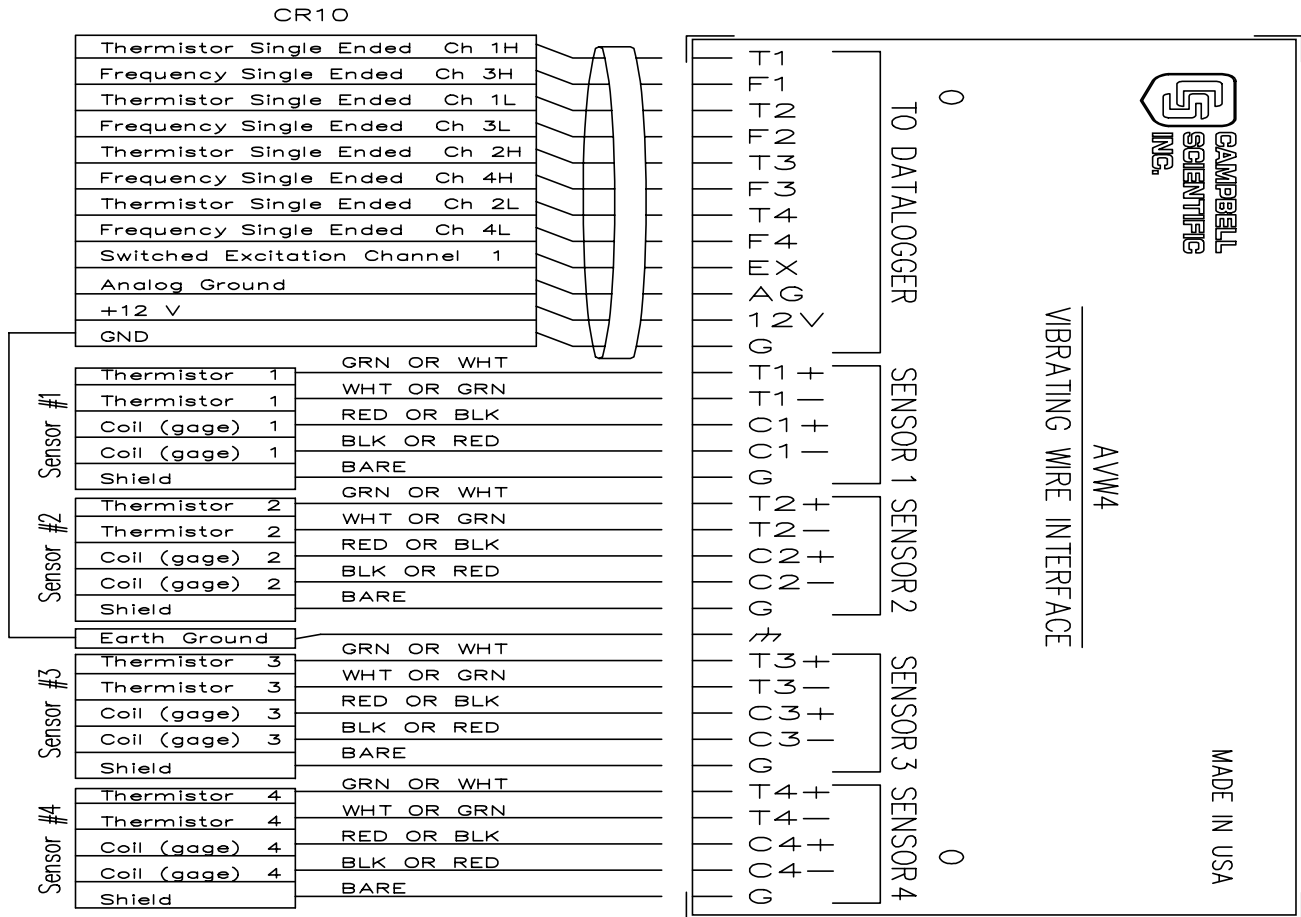 CR10
Thermistor Single Ended Ch 1H
Frequency Single Ended Ch 3H
Thermistor Single Ended Ch 1L
Frequency Single Ended Ch 3L
Thermistor Single Ended Ch 2H
Frequency Single Ended Ch 4H
Thermistor Single Ended Ch 2L
Frequency Single Ended Ch 4L
Switched Excitation Channel 1
Analog Ground
+12 V
GND
Sensor #1
Thermistor 1
Thermistor 1
Coil (gage) 1
Coil (gage) 1
Shield
GRN OR WHT
WHT OR GRN
RED OR BLK
BLK OR RED
BARE
Sensor #2
Thermistor 2
Thermistor 2
Coil (gage) 2
Coil (gage) 2
Shield
GRN OR WHT
WHT OR GRN
RED OR BLK
BLK OR RED
BARE
Earth Ground
Sensor #3
Thermistor 3
Thermistor 3
Coil (gage) 3
Coil (gage) 3
Shield
GRN OR WHT
WHT OR GRN
RED OR BLK
BLK OR RED
BARE
Sensor #4
Thermistor 4
Thermistor 4
Coil (gage) 4
Coil (gage) 4
Shield
GRN OR WHT
WHT OR GRN
RED OR BLK
BLK OR RED
BARE
T1
F1
T2
F2
T3
F3
T4
F4
EX
AG
12V
G
TO DATALOGGER
T1+
T1-
C1+
C1-
G
SENSOR 1
T2+
T2-
C2+
C2-
G
SENSOR2
T3+
T3-
C3+
C3-
G
SENSOR3
T4+
T4-
C4+
C4-
G
SENSOR4
CAMPBELL
SCIENTIFIC
INC.
AVW4
VIBRATING WIRE INTERFACE
MADE IN USA